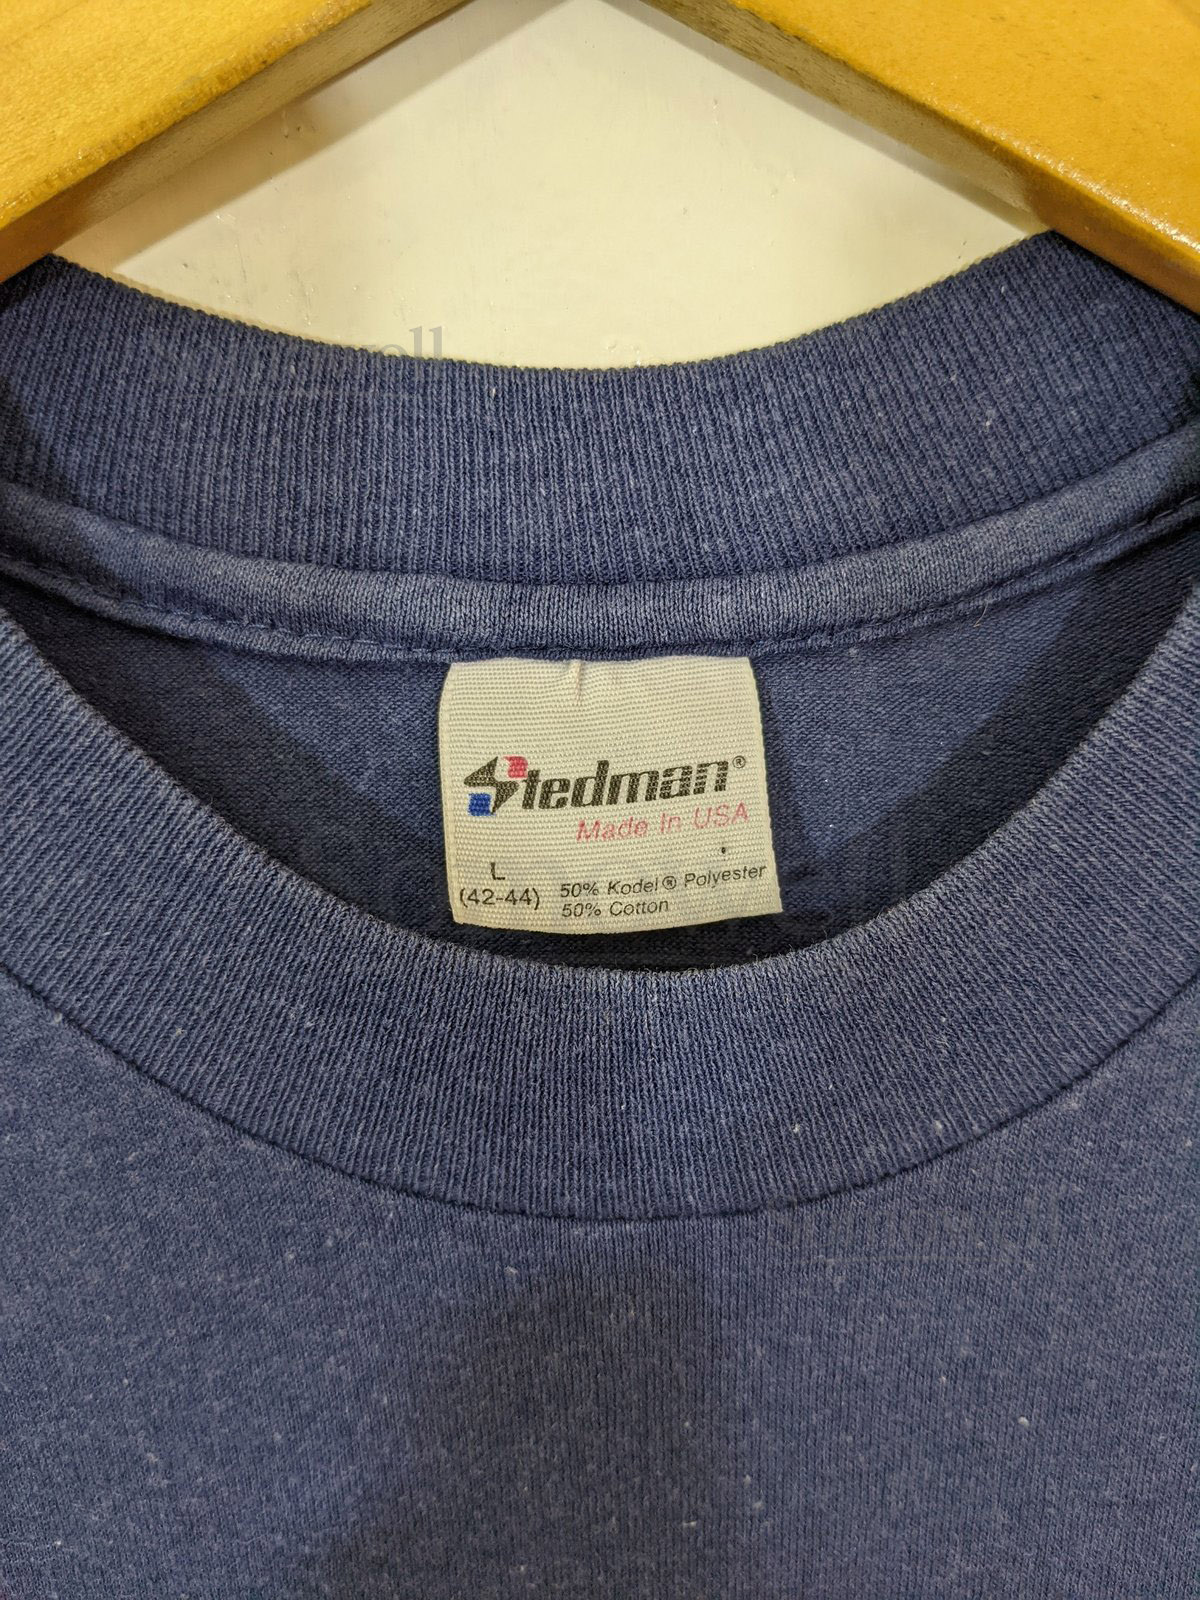 Stedman®
Made In USA
L
(42-44)
50% Kodel® Polyester
50% Cotton